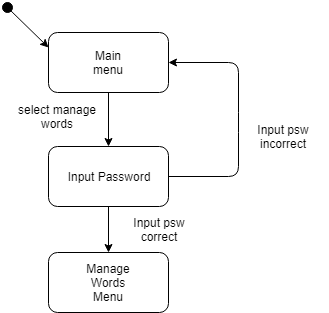 Main
menu
select manage
words
Input psw
incorrect
Input Password
Input psw
correct
Manage
Words
Menu